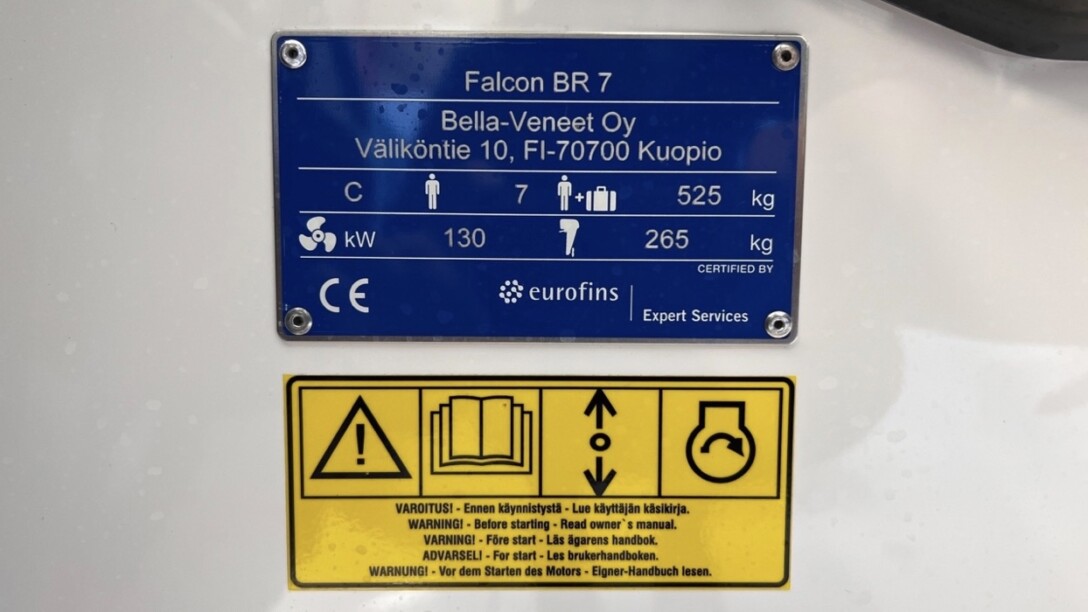 Falcon BR 7
Bella-Veneet Oy
Väliköntie 10, FI-70700 Kuopio
C 7 + 525 kg
kW 130 265 kg
CERTIFIED BY
CE eurofins Expert Services
!
VAROITUS! - Ennen käynnistystä - Lue käyttäjän käsikirja.
WARNING! - Before starting - Read owner`s manual.
VARNING! - Före start - Läs ägarens handbok.
ADVARSEL! - For start - Les brukerhandboken.
WARNUNG! - Vor dem Starten des Motors - Eigner-Handbuch lesen.